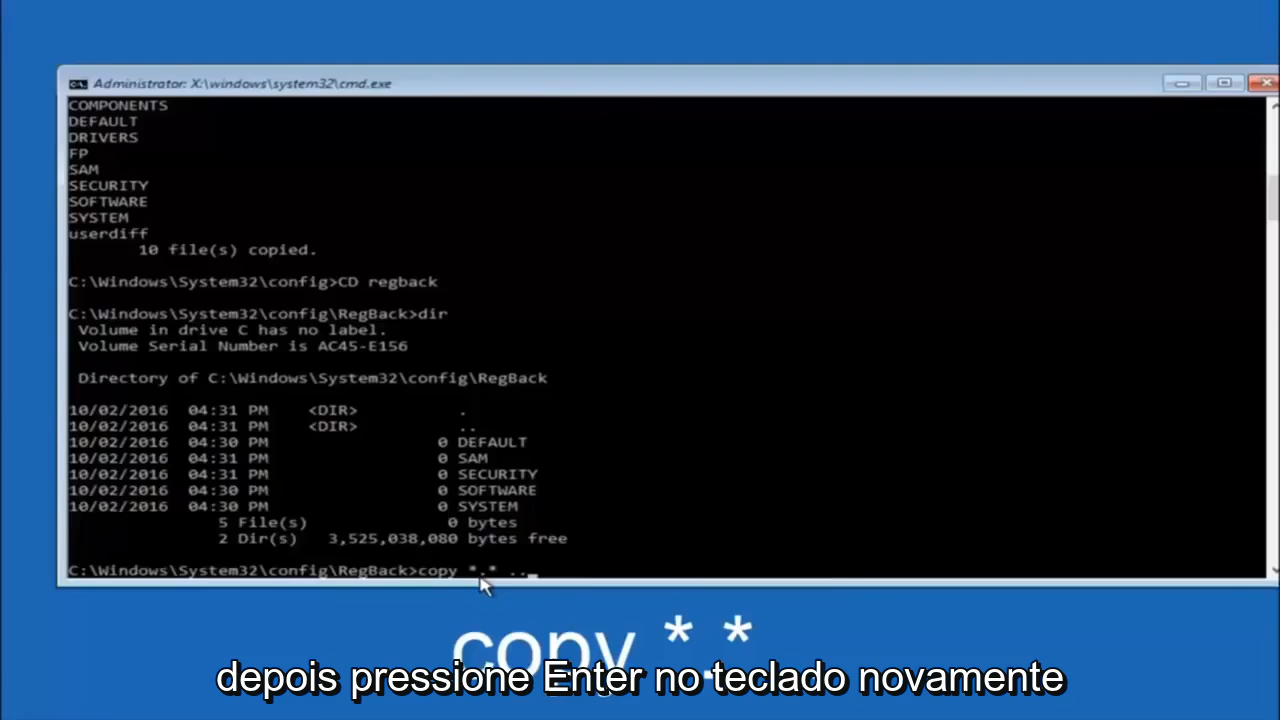 Administrator: X:\windows\system32\cmd.exe
COMPONENTS
DEFAULT
DRIVERS
FP
SAM
SECURITY
SOFTWARE
SYSTEM
userdiff
10 file(s) copied.
C:\Windows\System32\config>CD regback
C:\Windows\System32\config\RegBack>dir
Volume in drive C has no label.
Volume Serial Number is AC45-E156
Directory of C:\Windows\System32\config\RegBack
10/02/2016 04:31 PM <DIR> .
10/02/2016 04:31 PM <DIR> ..
10/02/2016 04:30 PM 0 DEFAULT
10/02/2016 04:31 PM 0 SAM
10/02/2016 04:31 PM 0 SECURITY
10/02/2016 04:30 PM 0 SOFTWARE
10/02/2016 04:30 PM 0 SYSTEM
5 File(s) 0 bytes
2 Dir(s) 3,525,038,080 bytes free
C:\Windows\System32\config\RegBack>copy *.* .._
copy *.*
depois pressione Enter no teclado novamente